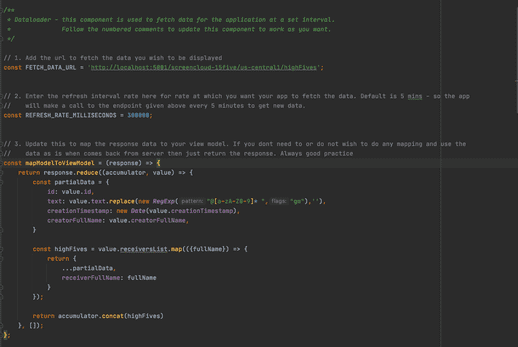 /**
* Dataloader - this component is used to fetch data for the application at a set interval.
* Follow the numbered comments to update this component to work as you want.
*/
// 1. Add the url to fetch the data you wish to be displayed
const FETCH_DATA_URL = 'http://localhost:5001/screencloud-15five/us-central1/highFives';
// 2. Enter the refresh interval rate here for rate at which you want your app to fetch the data. Default is 5 mins - so the app
// will make a call to the endpoint given above every 5 minutes to get new data.
const REFRESH_RATE_MILLISECONDS = 300000;
// 3. Update this to map the response data to your view model. If you dont need to or do not wish to do any mapping and use the
// data as is when comes back from server then just return the response. Always good practice
const mapModelToViewModel = (response) => {
return response.reduce((accumulator, value) => {
const partialData = {
id: value.id,
text: value.text.replace(new RegExp( pattern: "@[a-zA-Z0-9]+ ", flags: "gm"),''),
creationTimestamp: new Date(value.creationTimestamp),
creatorFullName: value.creatorFullName,
}
const highFives = value.receiversList.map(({fullName}) => {
return {
...partialData,
receiverFullName: fullName
}
});
return accumulator.concat(highFives)
}, []);
};